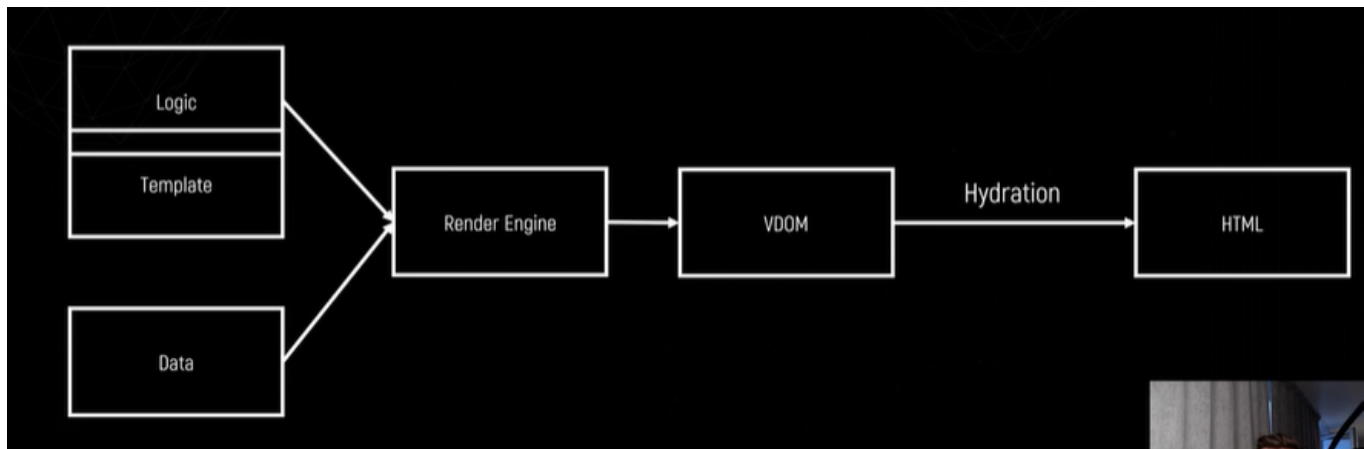 Logic
Template
Data
Render Engine
VDOM
Hydration
HTML